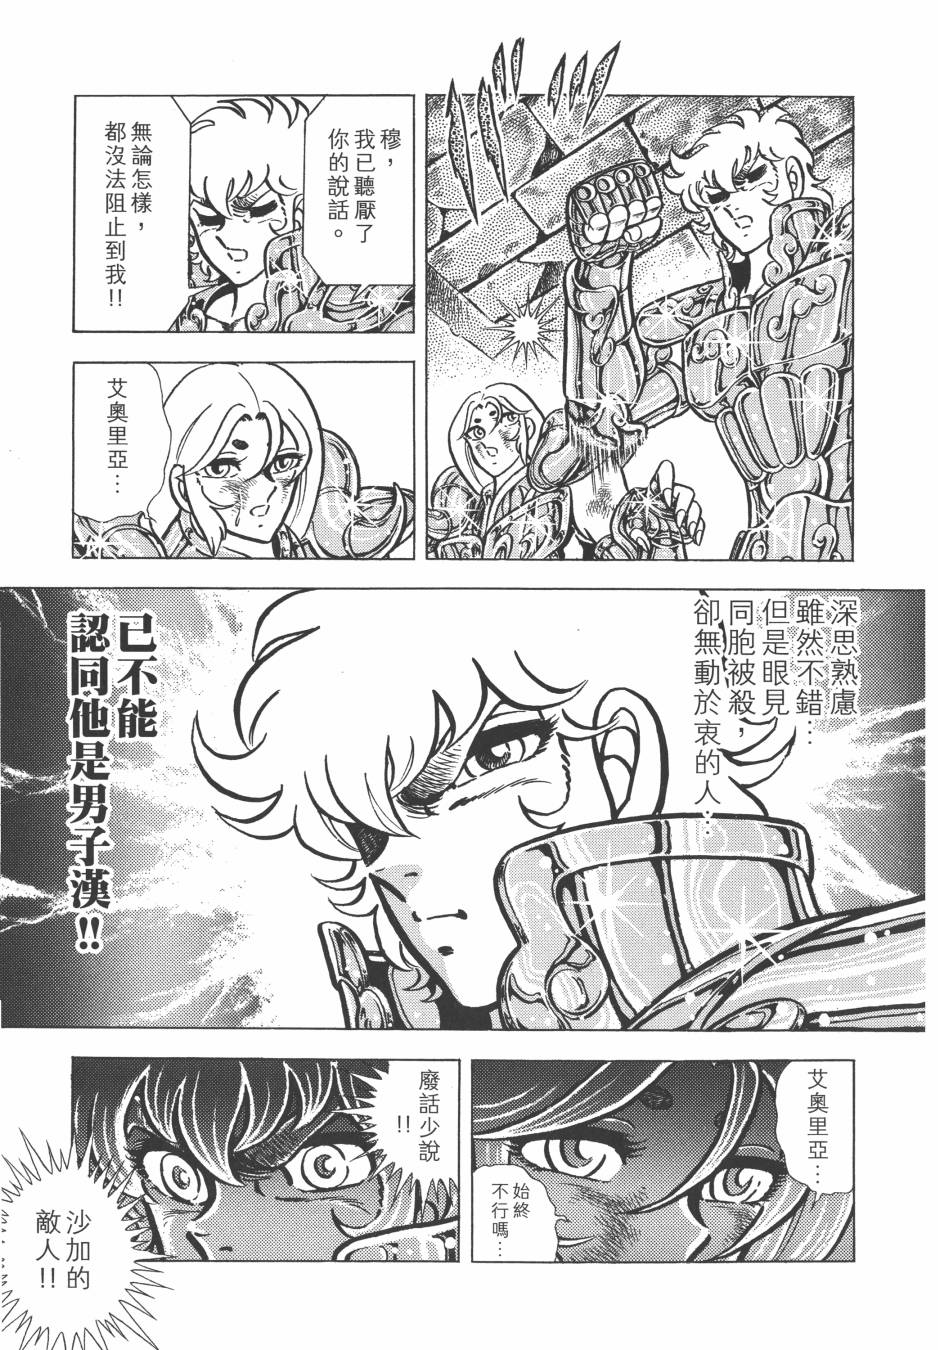 穆，
我已聽厭了
你的說話。
無論怎樣，
都沒法阻止到我!!
艾奧里亞…
深思熟慮
雖然不錯…
但是眼見
同胞被殺，
卻無動於衷的人…
已不能
認同他是男子漢!!
艾奧里亞…
始終
不行嗎…
廢話少說
!!
沙加的
敵人!!